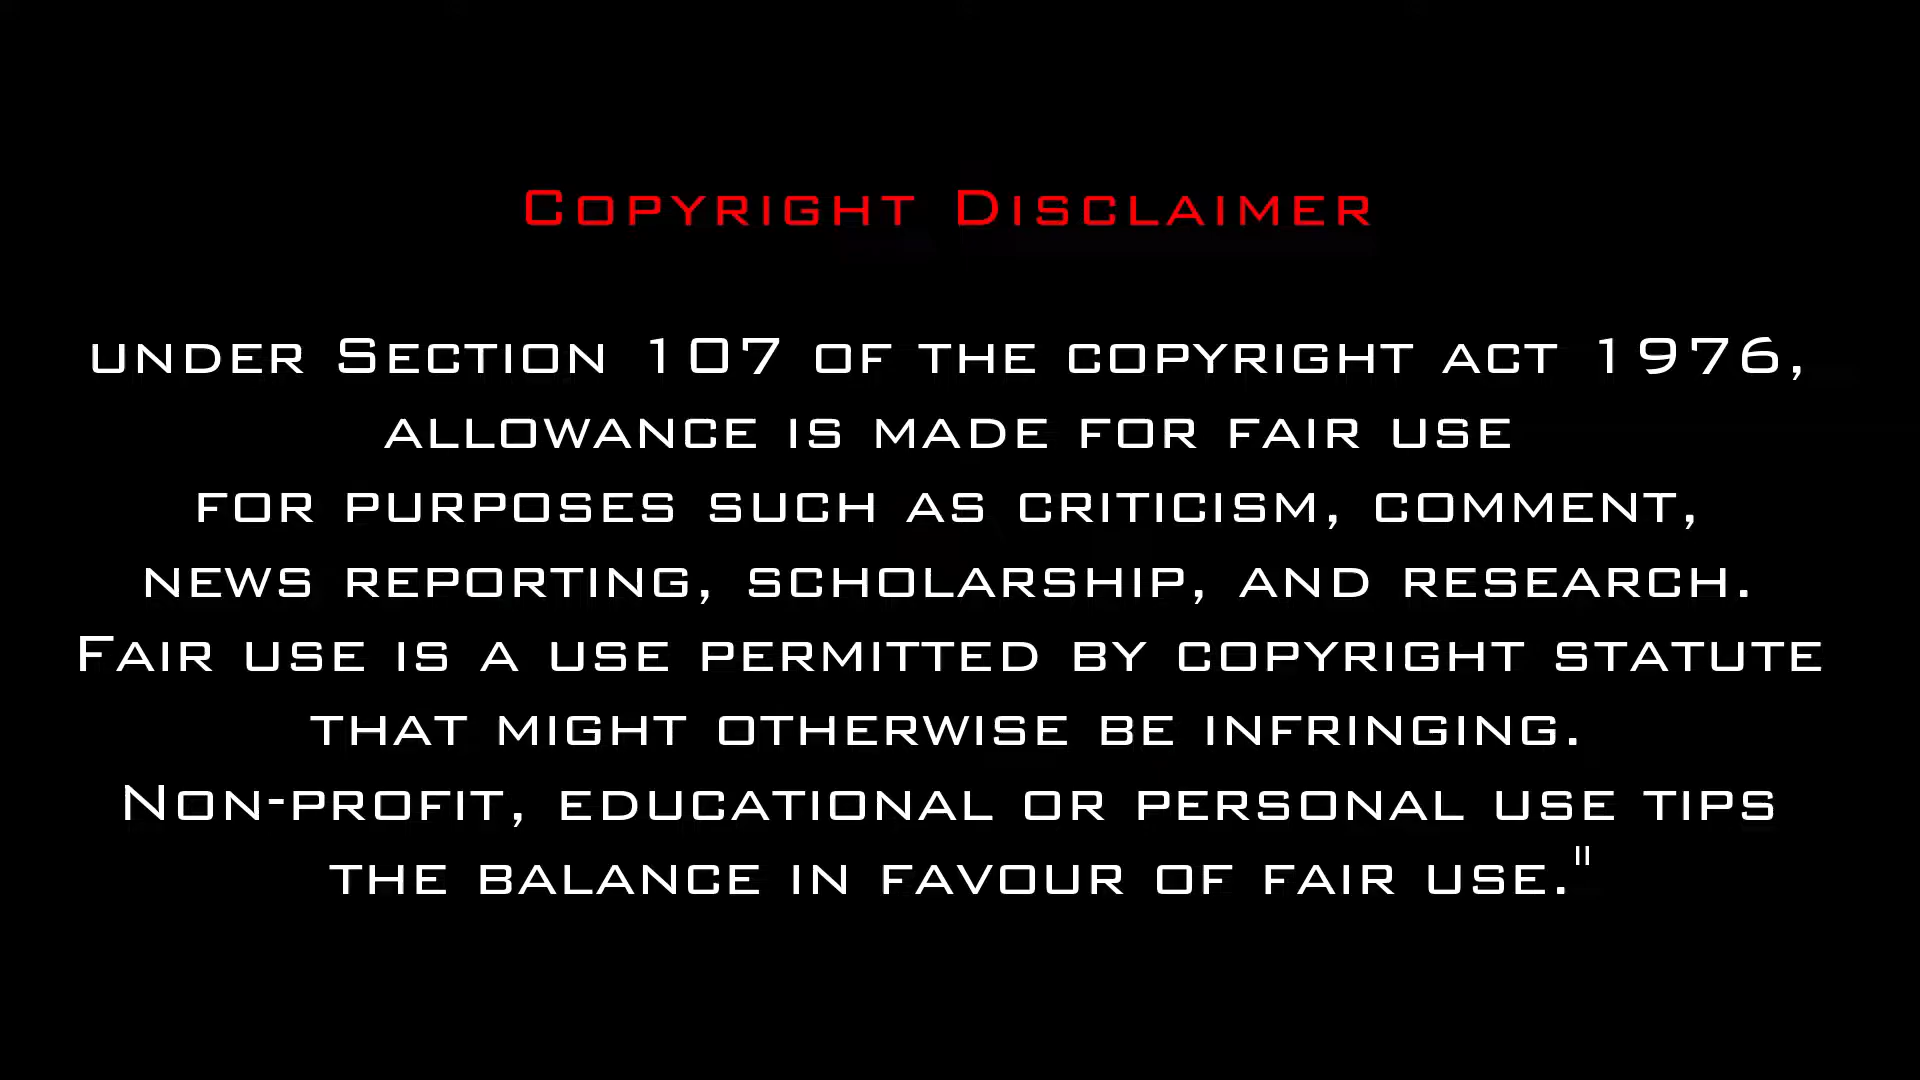 Copyright Disclaimer
under Section 107 of the copyright act 1976,
allowance is made for fair use
for purposes such as criticism, comment,
news reporting, scholarship, and research.
Fair use is a use permitted by copyright statute
that might otherwise be infringing.
Non-profit, educational or personal use tips
the balance in favour of fair use."